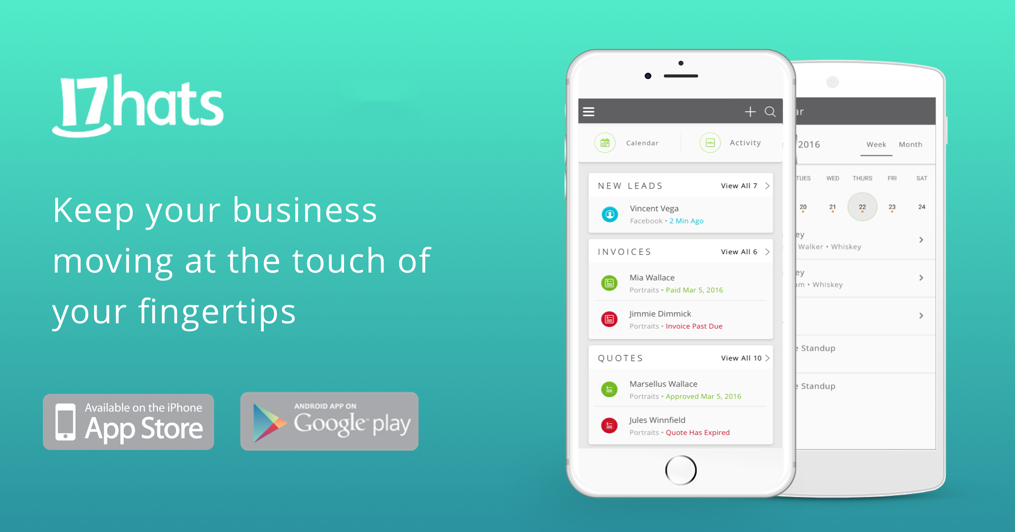 17hats
Keep your business
moving at the touch of
your fingertips
Available on the iPhone
App Store
ANDROID APP ON
Google play
Calendar
Activity
NEW LEADS
View All 7
Vincent Vega
Facebook • 2 Min Ago
INVOICES
View All 6
Mia Wallace
Portraits • Paid Mar 5, 2016
Jimmie Dimmick
Portraits • Invoice Past Due
QUOTES
View All 10
Marsellus Wallace
Portraits • Approved Mar 5, 2016
Jules Winnfield
Portraits • Quote Has Expired
ar
2016
Week
Month
TUES WED THURS FRI SAT
20 21 22 23 24
ey
Walker • Whiskey
ey
am • Whiskey
e Standup
e Standup